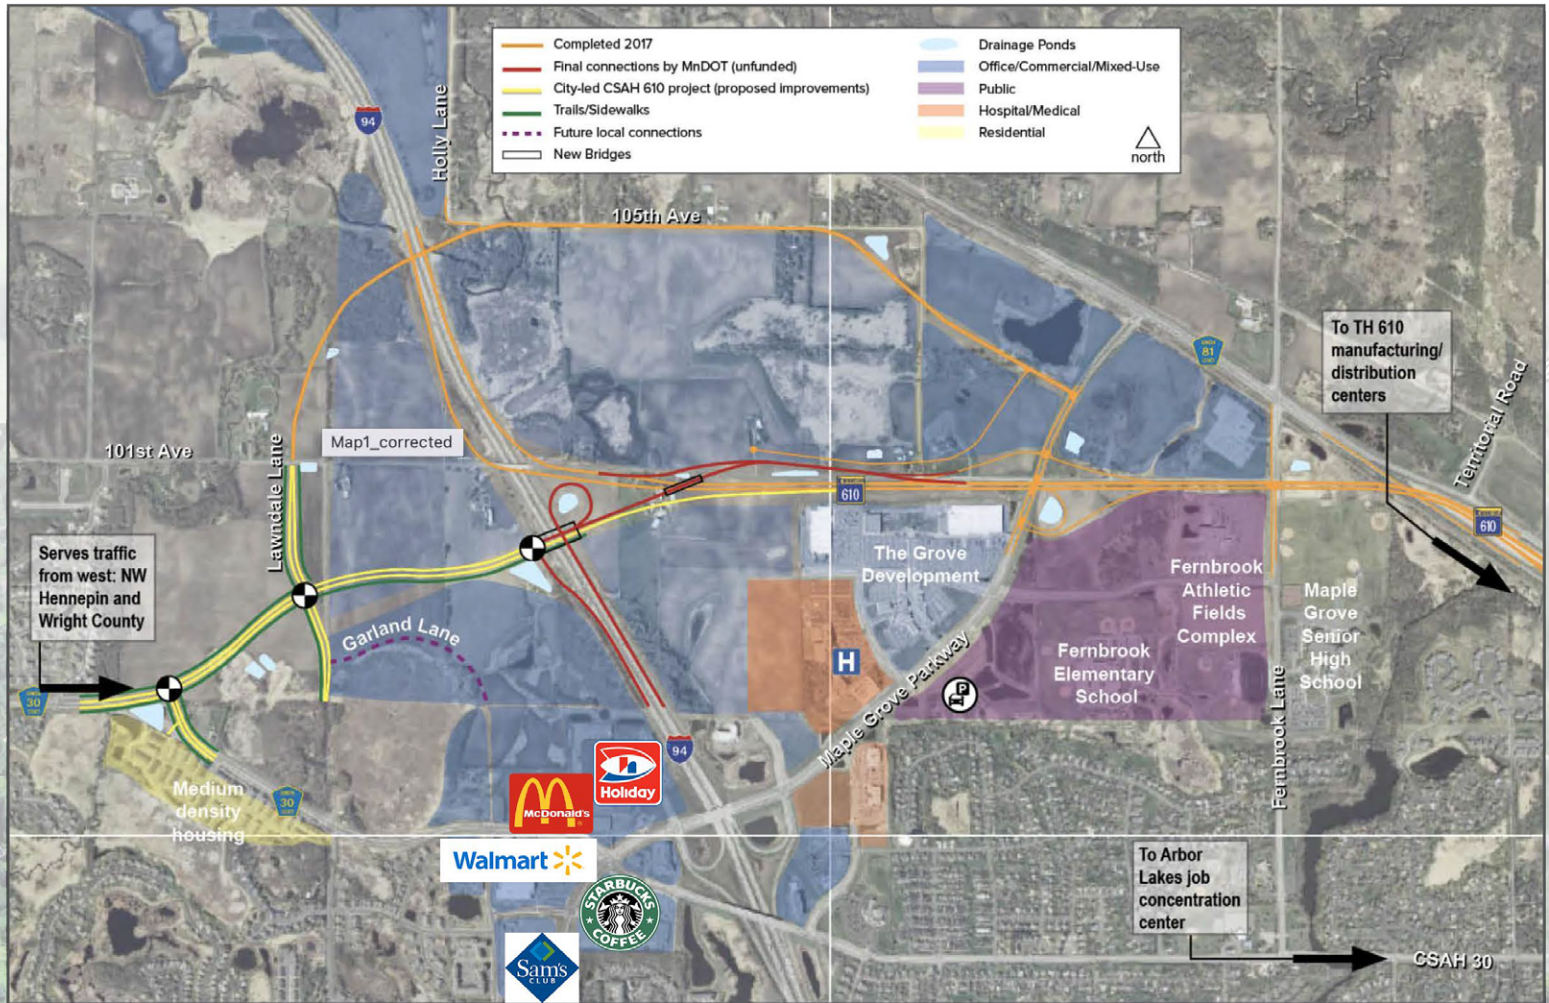 Completed 2017
Final connections by MnDOT (unfunded)
City-led CSAH 610 project (proposed improvements)
Trails/Sidewalks
Future local connections
New Bridges
Drainage Ponds
Office/Commercial/Mixed-Use
Public
Hospital/Medical
Residential
north
94
Holly Lane
105th Ave
81
To TH 610
manufacturing/
distribution
centers
Territorial Road
Map1_corrected
101st Ave
Lawndale Lane
610
610
Serves traffic
from west: NW
Hennepin and
Wright County
The Grove
Development
Fernbrook
Athletic
Fields
Complex
Maple
Grove
Senior
High
School
Garland Lane
H
Fernbrook
Elementary
School
P
30
Maple Grove Parkway
Fernbrook Lane
94
Medium
density
housing
30
Holiday
McDonald's
Walmart
STARBUCKS
COFFEE
Sam's
CLUB
To Arbor
Lakes job
concentration
center
CSAH 30